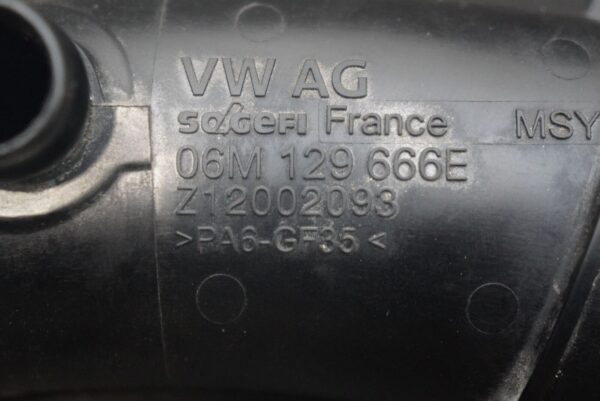 VW AG
SOGEFI France MSY
06M 129 666E
Z12002093
>PA6-GF35<